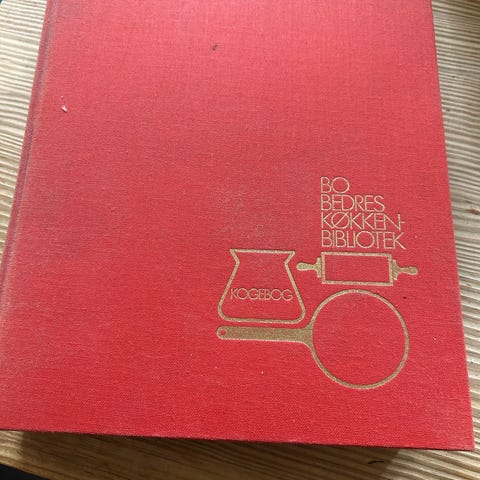 BO
BEDRES
KØKKEN-
BIBLIOTEK
KOGEBOG